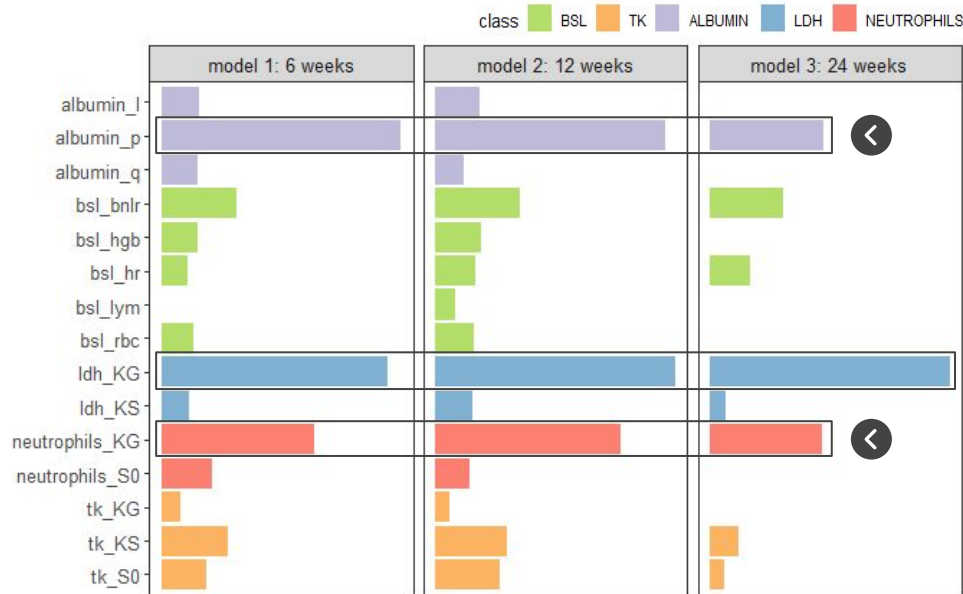 class BSL TK ALBUMIN LDH NEUTROPHILS
model 1: 6 weeks model 2: 12 weeks model 3: 24 weeks
albumin_l
albumin_p
albumin_q
bsl_bnlr
bsl_hgb
bsl_hr
bsl_lym
bsl_rbc
ldh_KG
ldh_KS
neutrophils_KG
neutrophils_S0
tk_KG
tk_KS
tk_S0